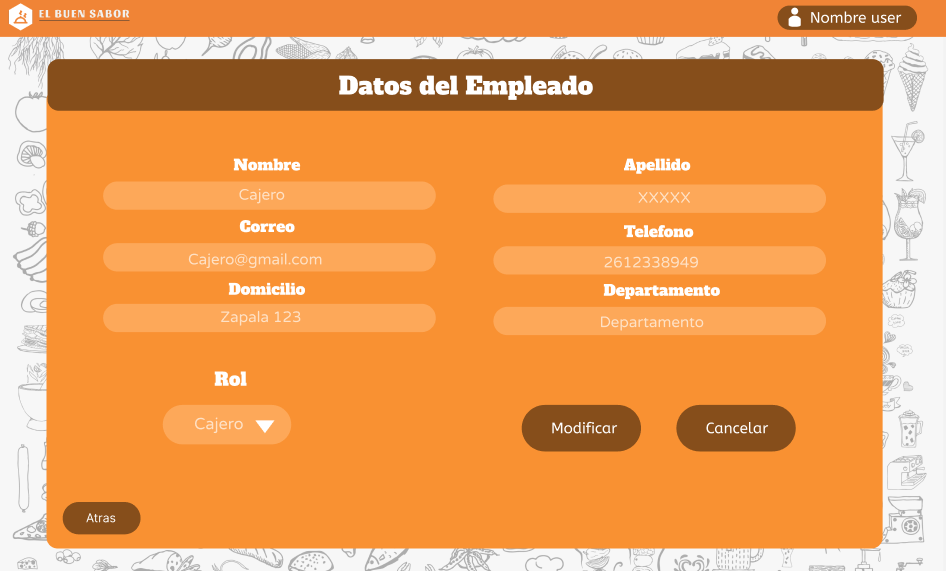 EL BUEN SABOR
Nombre user
Datos del Empleado
Nombre
Apellido
Cajero
XXXXX
Correo
Telefono
Cajero@gmail.com
2612338949
Domicilio
Departamento
Zapala 123
Departamento
Rol
Cajero
Modificar
Cancelar
Atras